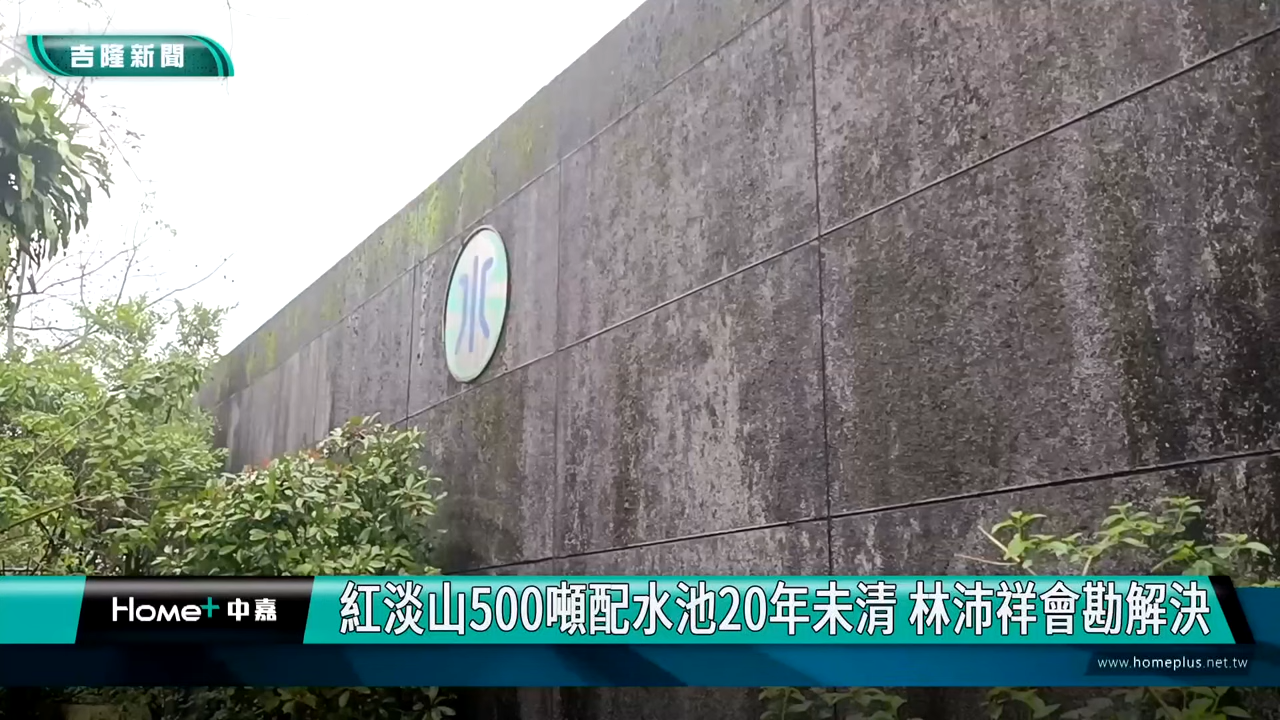 吉隆新聞
水
Home+ 中嘉
紅淡山500噸配水池20年未清 林沛祥會勘解決
www.homeplus.net.tw